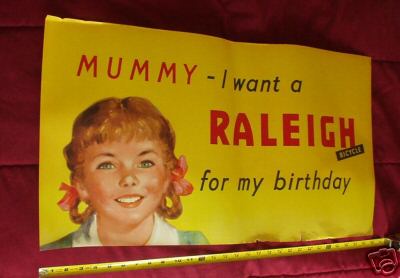 MUMMY - I want a
RALEIGH
BICYCLE
for my birthday